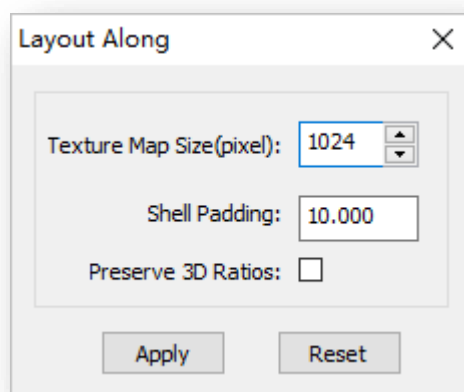 Layout Along
Texture Map Size(pixel): 1024
Shell Padding: 10.000
Preserve 3D Ratios:
Apply Reset